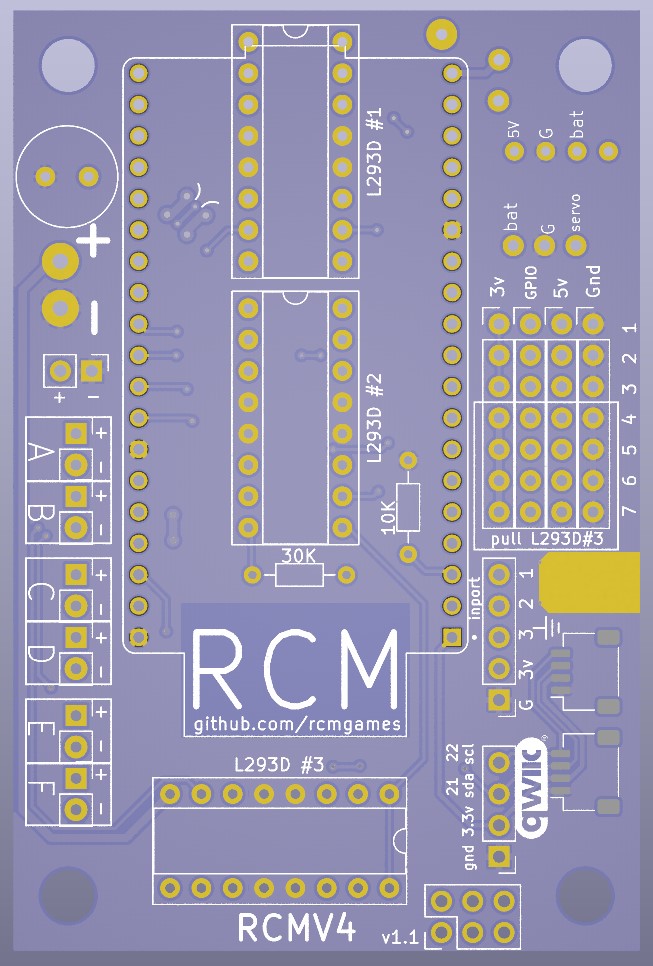 L293D #1
5V G bat
bat G servo
3v GPIO 5v Gnd
1
2
3
4
5
6
7
pull L293D#3
+
-
+ -
A + -
B + -
C + -
D + -
E + -
F + -
L293D #2
10K
30K
inport
1
2
3
3v
G
RCM
github.com/rcmgames
L293D #3
22 scl
21 sda
3.3v
gnd
qwiic
RCMV4
v1.1